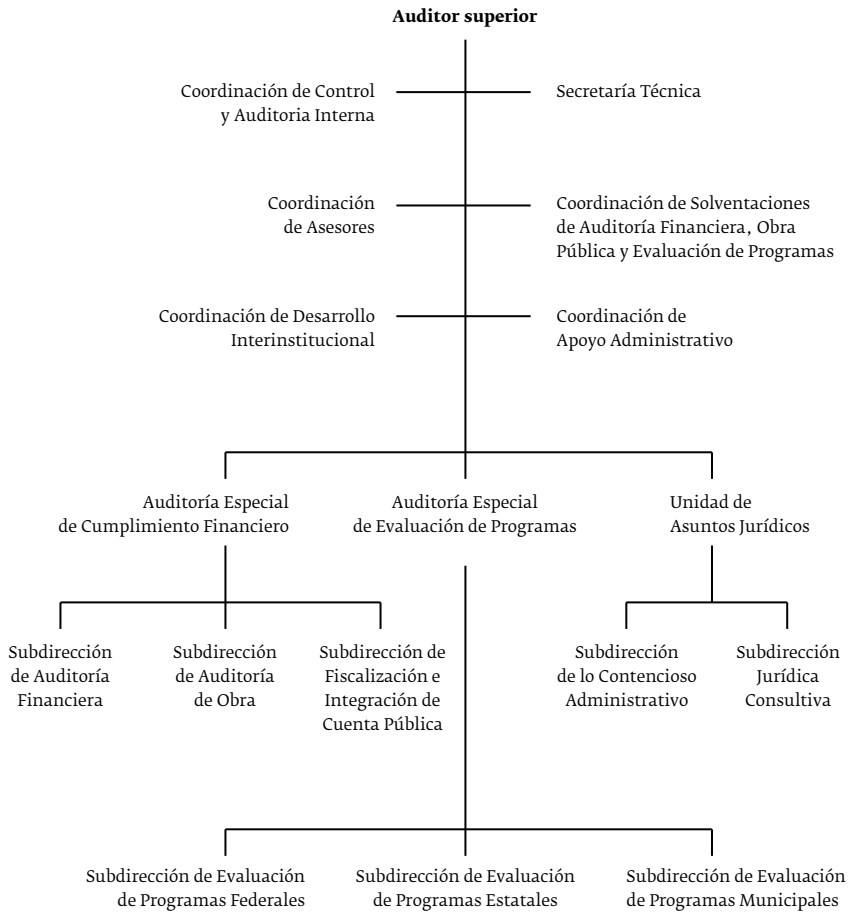 Auditor superior
Coordinación de Control
y Auditoria Interna
Secretaría Técnica
Coordinación
de Asesores
Coordinación de Solventaciones
de Auditoría Financiera, Obra
Pública y Evaluación de Programas
Coordinación de Desarrollo
Interinstitucional
Coordinación de
Apoyo Administrativo
Auditoría Especial
de Cumplimiento Financiero
Auditoría Especial
de Evaluación de Programas
Unidad de
Asuntos Jurídicos
Subdirección
de Auditoría
Financiera
Subdirección
de Auditoría
de Obra
Subdirección de
Fiscalización e
Integración de
Cuenta Pública
Subdirección
de lo Contencioso
Administrativo
Subdirección
Jurídica
Consultiva
Subdirección de Evaluación
de Programas Federales
Subdirección de Evaluación
de Programas Estatales
Subdirección de Evaluación
de Programas Municipales